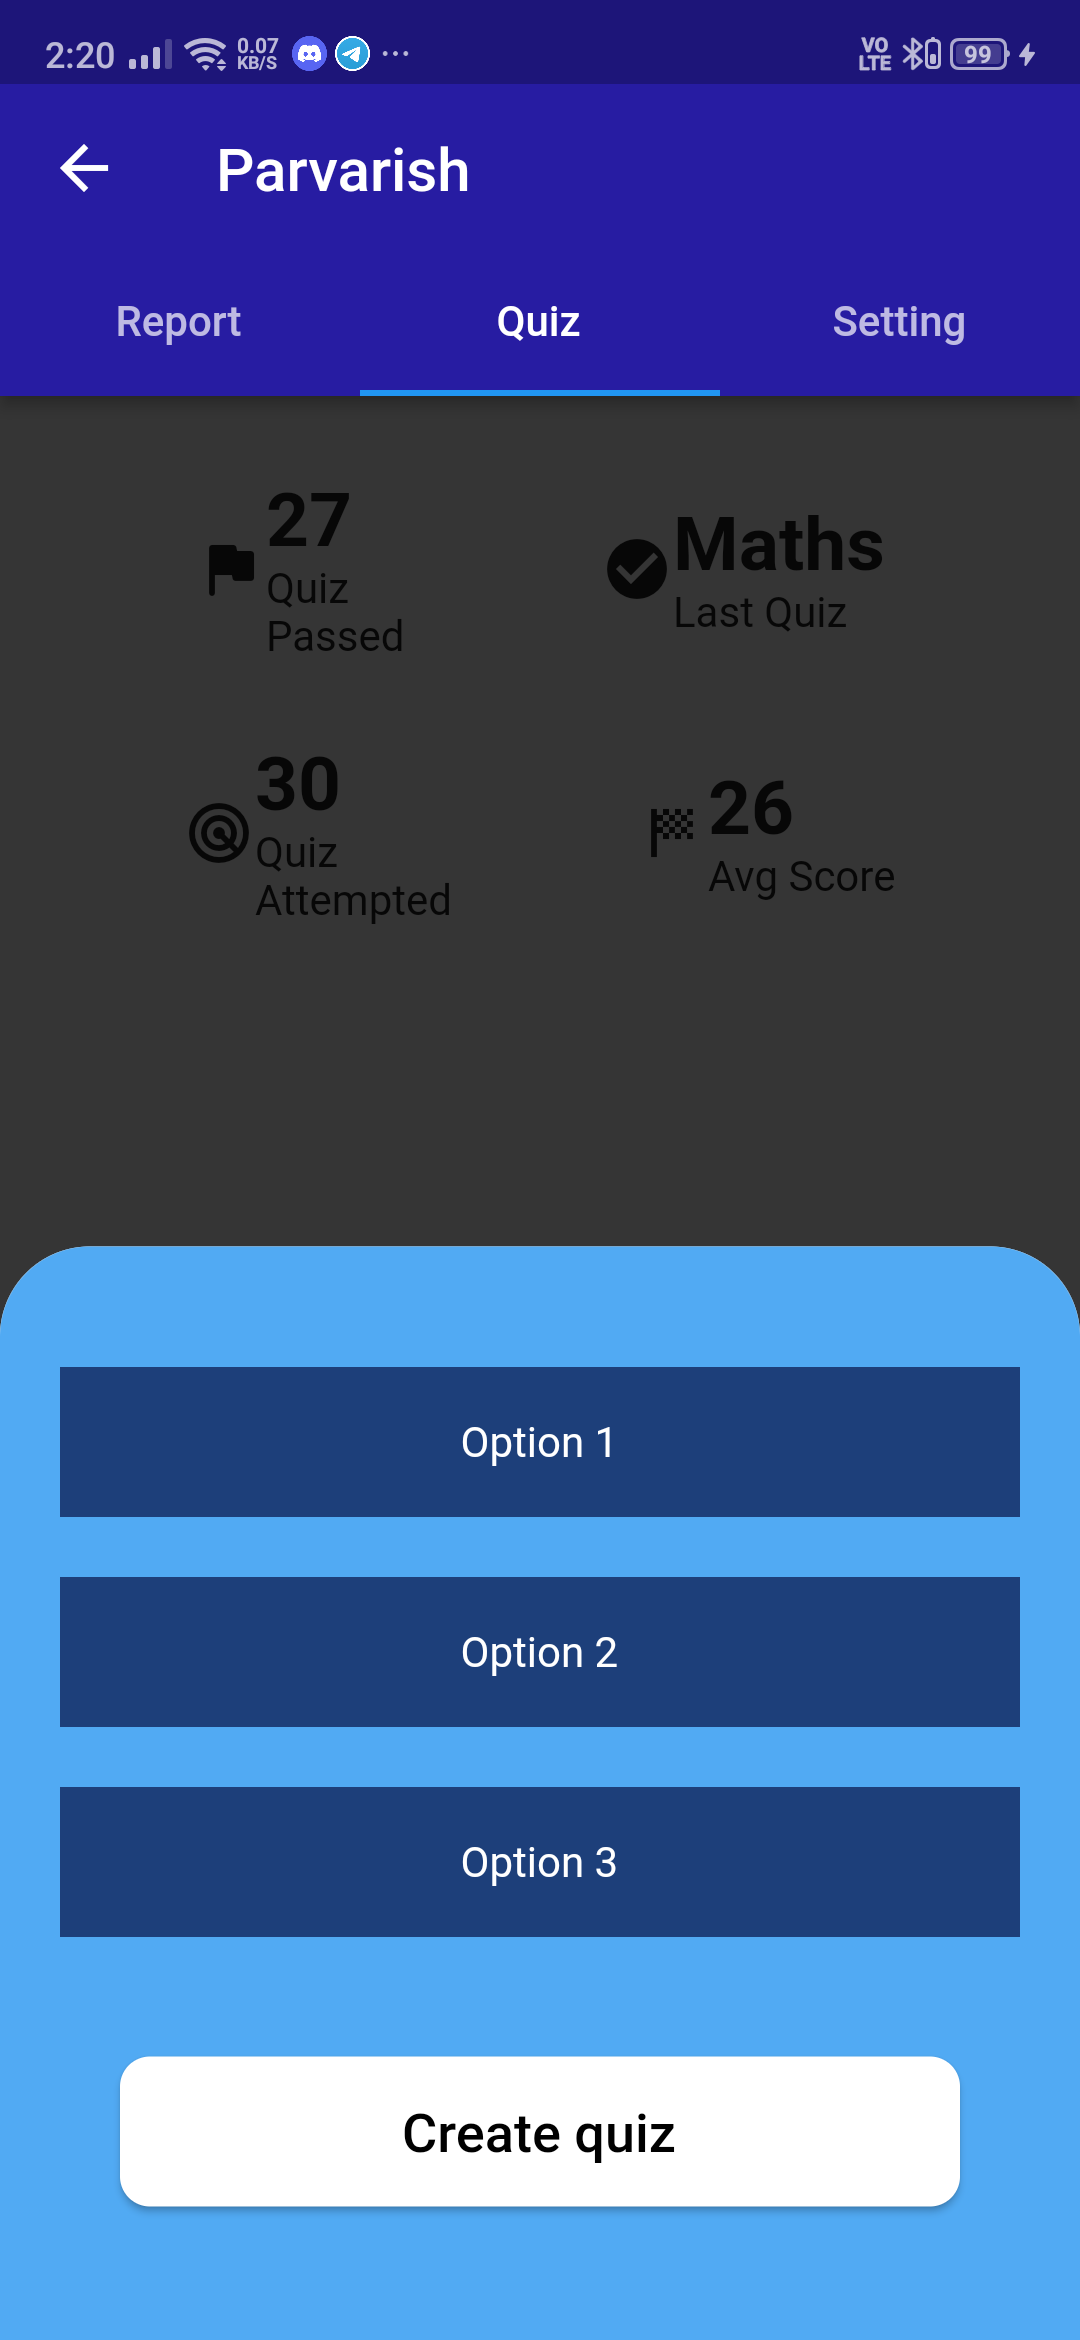 2:20 0.07 KB/S ... VO LTE 99
Parvarish
Report Quiz Setting
27
Quiz
Passed
Maths
Last Quiz
30
Quiz
Attempted
26
Avg Score
Option 1
Option 2
Option 3
Create quiz